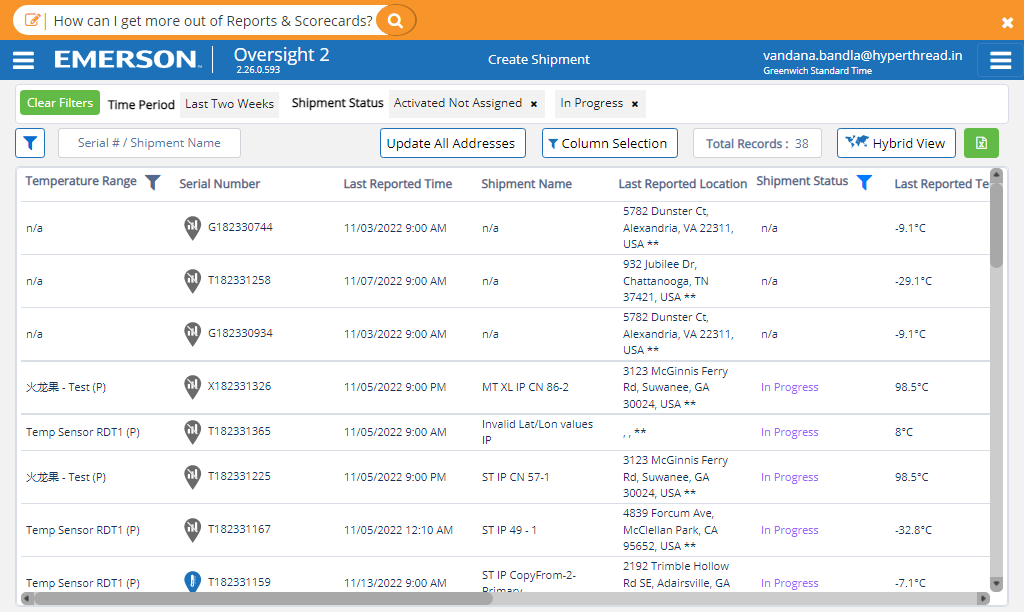 How can I get more out of Reports & Scorecards?
EMERSON. Oversight 2
2.26.0.593
Create Shipment
vandana.bandla@hyperthread.in
Greenwich Standard Time
Clear Filters Time Period Last Two Weeks Shipment Status Activated Not Assigned × In Progress ×
Serial # / Shipment Name Update All Addresses Column Selection Total Records : 38 Hybrid View
Temperature Range Serial Number Last Reported Time Shipment Name Last Reported Location Shipment Status Last Reported Te
5782 Dunster Ct,
n/a G182330744 11/03/2022 9:00 AM n/a Alexandria, VA 22311, n/a -9.1°C
USA **
932 Jubilee Dr,
n/a T182331258 11/07/2022 9:00 AM n/a Chattanooga, TN n/a -29.1°C
37421, USA **
5782 Dunster Ct,
n/a G182330934 11/03/2022 9:00 AM n/a Alexandria, VA 22311, n/a -9.1°C
USA **
3123 McGinnis Ferry
火龙果 - Test (P) X182331326 11/05/2022 9:00 PM MT XL IP CN 86-2 Rd, Suwanee, GA In Progress 98.5°C
30024, USA **
Invalid Lat/Lon values
Temp Sensor RDT1 (P) T182331365 11/05/2022 9:00 AM , , ** In Progress 8°C
IP
3123 McGinnis Ferry
火龙果 - Test (P) T182331225 11/05/2022 9:00 PM ST IP CN 57-1 Rd, Suwanee, GA In Progress 98.5°C
30024, USA **
4839 Forcum Ave,
Temp Sensor RDT1 (P) T182331167 11/05/2022 12:10 AM ST IP 49 - 1 McClellan Park, CA In Progress -32.8°C
95652, USA **
ST IP CopyFrom-2- 2192 Trimble Hollow
Temp Sensor RDT1 (P) T182331159 11/13/2022 9:00 AM Rd SE, Adairsville, GA In Progress -7.1°C
Primary